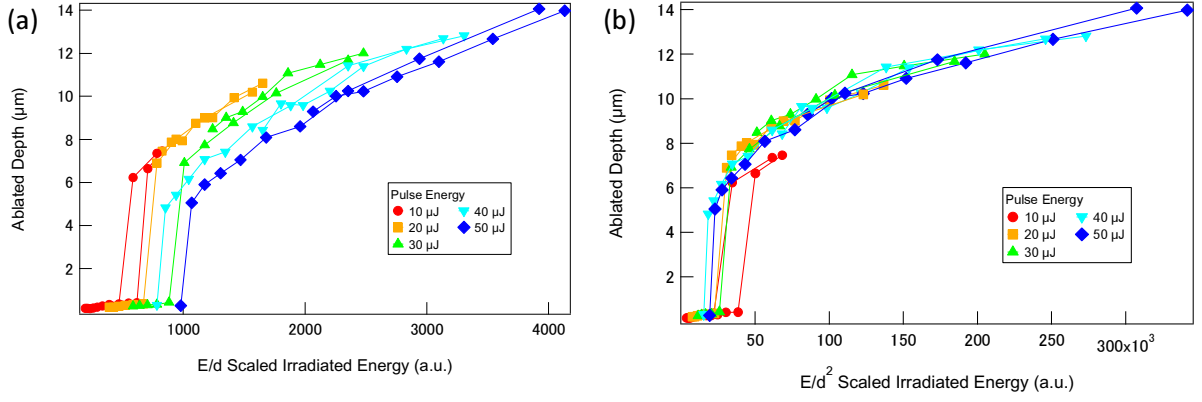 (a)
Ablated Depth (µm)
14
12
10
8
6
4
2
1000
2000
3000
4000
E/d Scaled Irradiated Energy (a.u.)
Pulse Energy
10 µJ
40 µJ
20 µJ
50 µJ
30 µJ
(b)
Ablated Depth (µm)
14
12
10
8
6
4
2
50
100
150
200
250
300x10³
E/d² Scaled Irradiated Energy (a.u.)
Pulse Energy
10 µJ
40 µJ
20 µJ
50 µJ
30 µJ